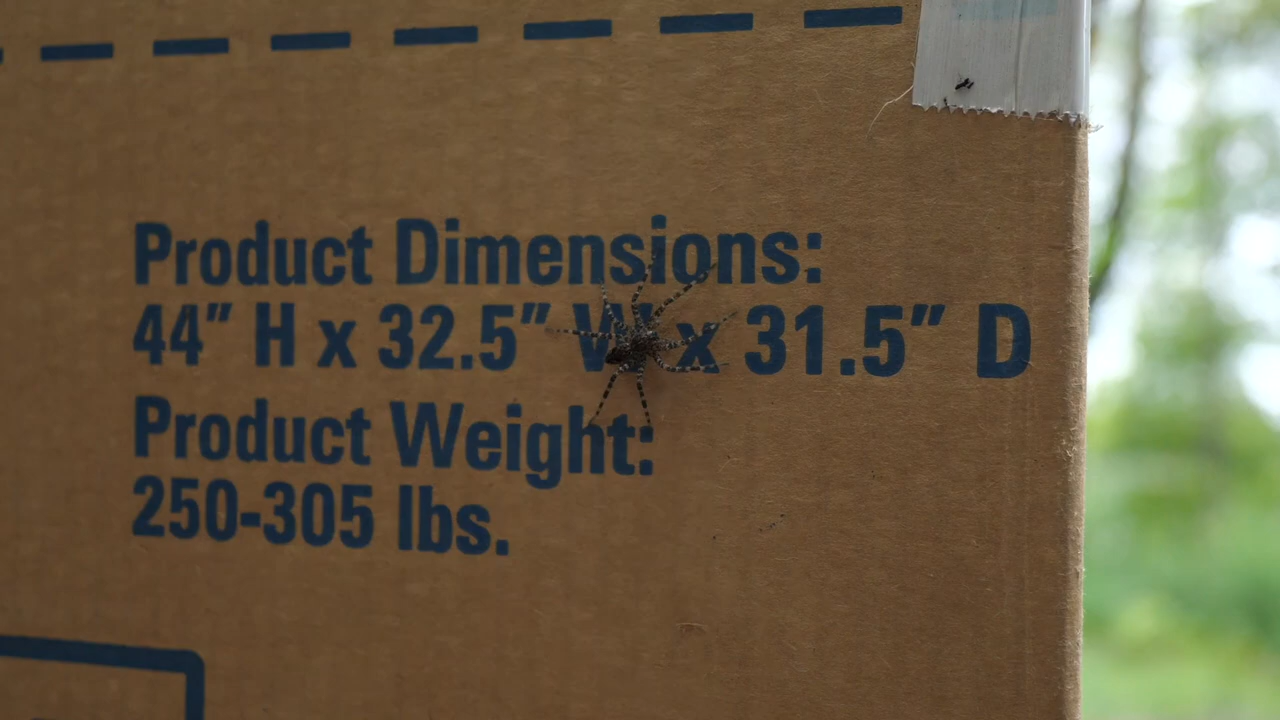 Product Dimensions:
44″ H x 32.5″ W x 31.5″ D
Product Weight:
250-305 lbs.